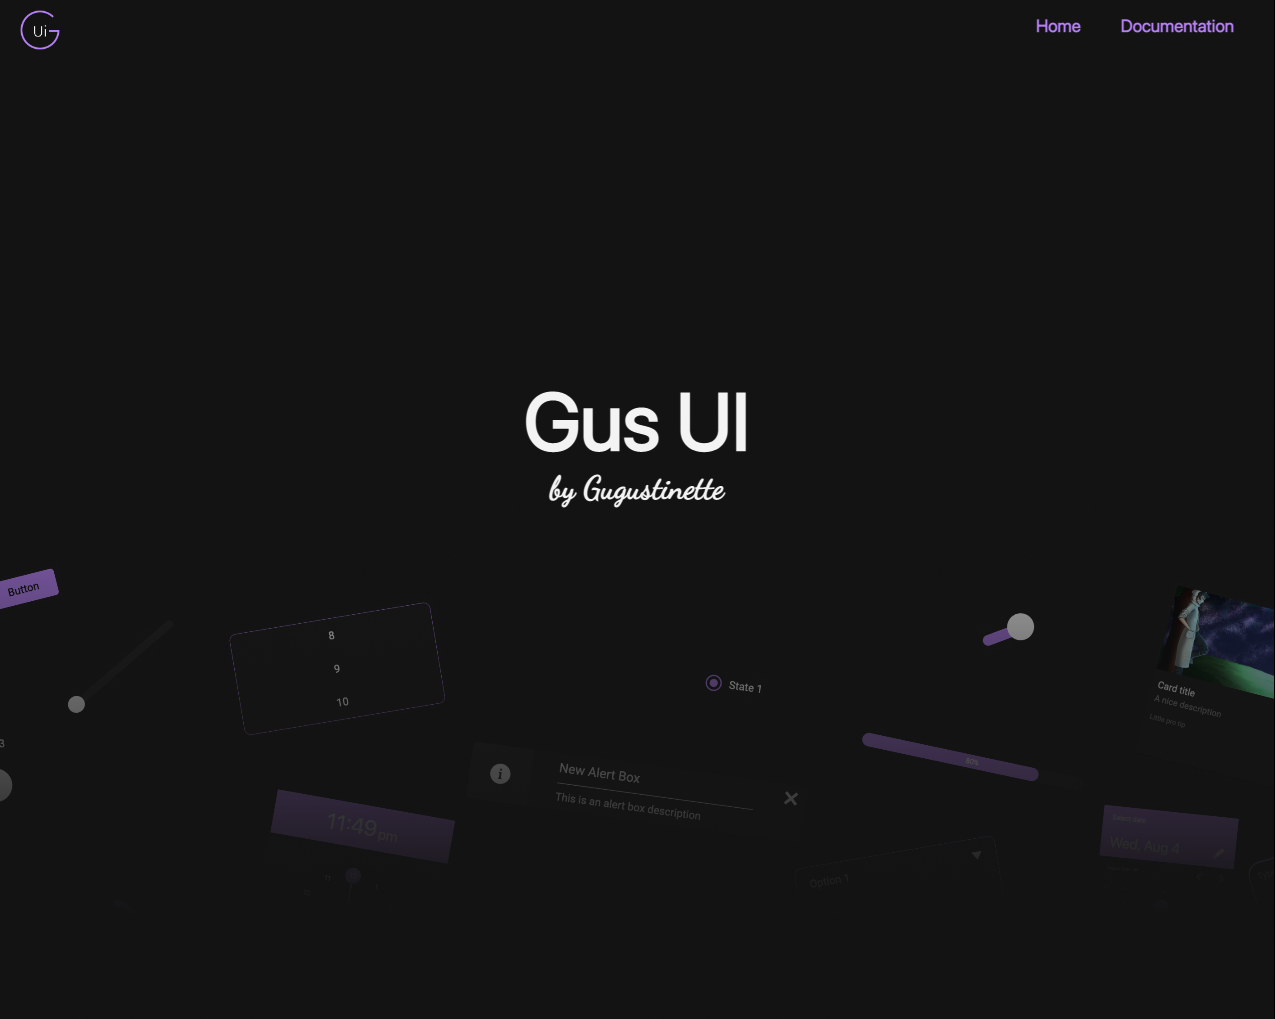 Ui
Home
Documentation
Gus UI
by Gugustinette
Button
8
9
10
State 1
Card title
A nice description
Little pro tip
3
New Alert Box
This is an alert box description
11:49 pm
Wed, Aug 4
Option 1